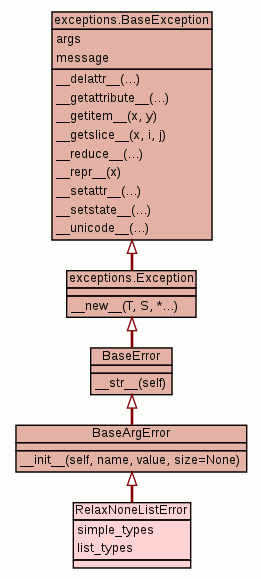 exceptions.BaseException
args
message
__delattr__(...)
__getattribute__(...)
__getitem__(x, y)
__getslice__(x, i, j)
__reduce__(...)
__repr__(x)
__setattr__(...)
__setstate__(...)
__unicode__(...)
exceptions.Exception
__new__(T, S, *...)
BaseError
__str__(self)
BaseArgError
__init__(self, name, value, size=None)
RelaxNoneListError
simple_types
list_types